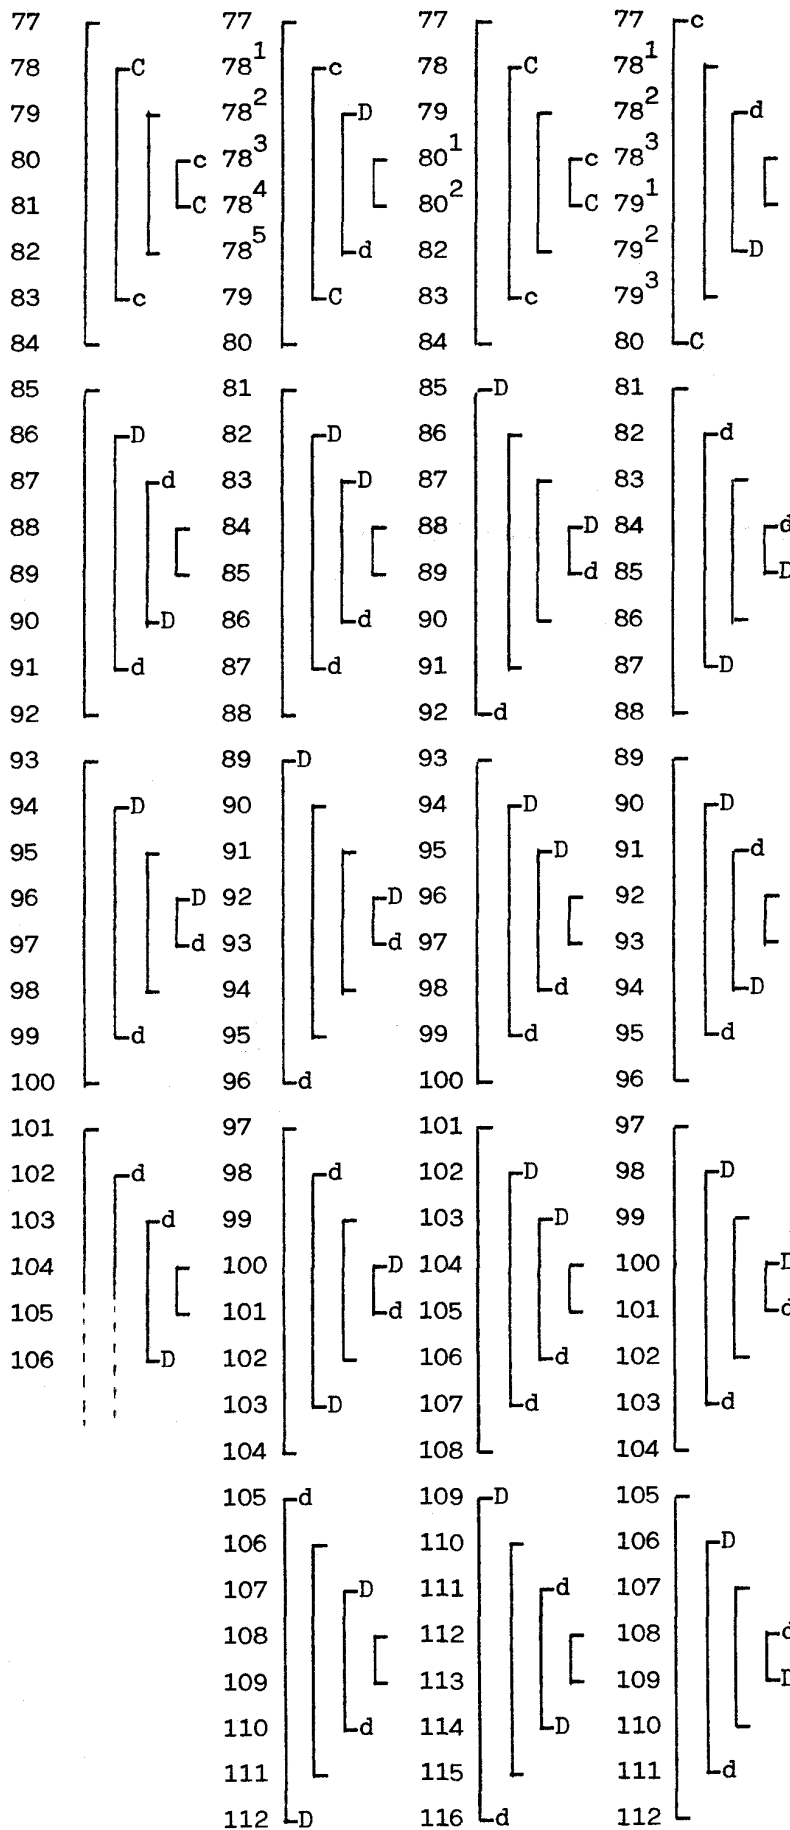 77 77 77 77 c
78 C 78¹ c 78 C 78¹
79 78² D 79 78² d
80 c 78³ 80¹ c 78³
81 C 78⁴ 80² C 79¹
82 78⁵ d 82 79² D
83 c 79 C 83 c 79³
84 80 84 80 C
85 81 85 D 81
86 D 82 D 86 82 d
87 d 83 D 87 83
88 84 88 D 84 d
89 85 89 d 85 D
90 D 86 d 90 86
91 d 87 d 91 87 D
92 88 92 d 88
93 89 D 93 89
94 D 90 94 D 90 D
95 91 95 D 91 d
96 D 92 D 96 92
97 d 93 d 97 93
98 94 98 d 94 D
99 d 95 99 d 95 d
100 96 d 100 96
101 97 101 97
102 d 98 d 102 D 98 D
103 d 99 103 D 99
104 100 D 104 100 D
105 101 d 105 101 d
106 D 102 106 d 102
103 D 107 d 103 d
104 108 104
105 d 109 D 105
106 110 106 D
107 D 111 d 107
108 112 108 d
109 113 109 D
110 d 114 D 110
111 115 111 d
112 D 116 d 112